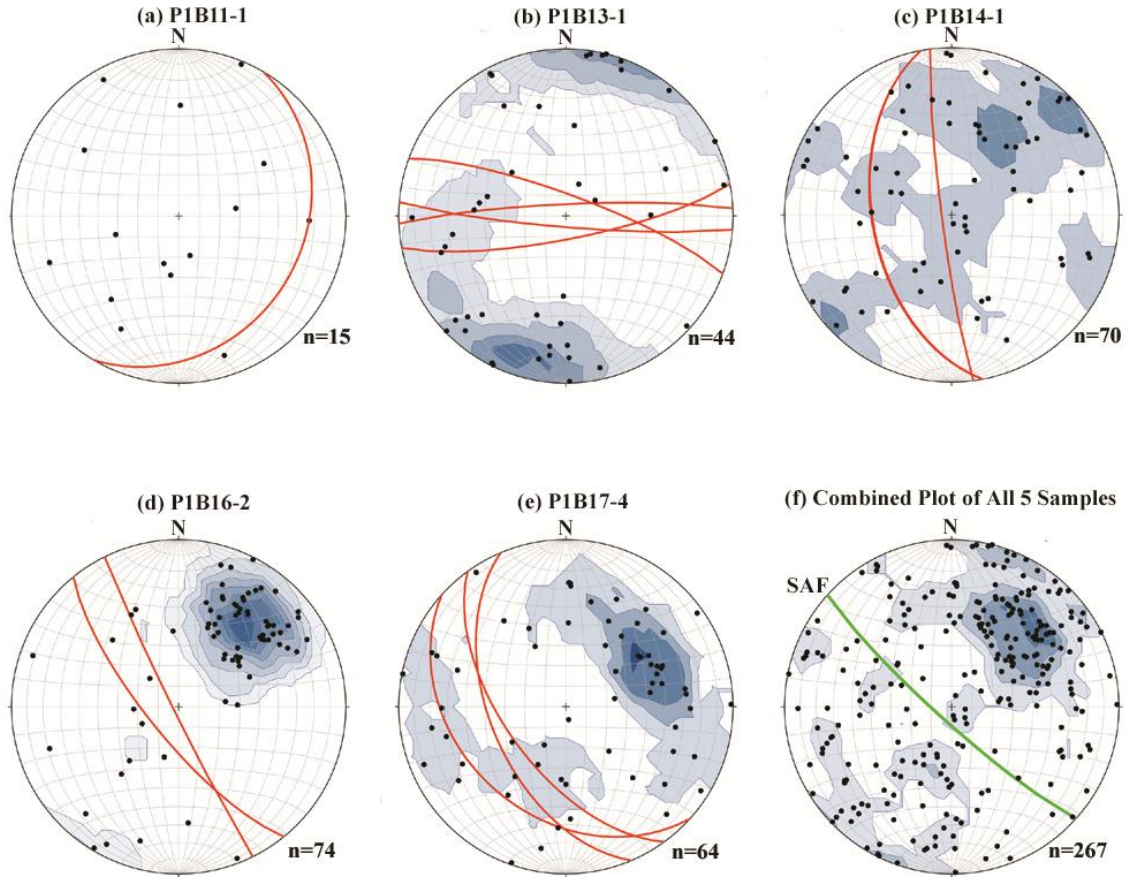 (a) P1B11-1
N
n=15
(b) P1B13-1
N
n=44
(c) P1B14-1
N
n=70
(d) P1B16-2
N
n=74
(e) P1B17-4
N
n=64
(f) Combined Plot of All 5 Samples
SAF
n=267